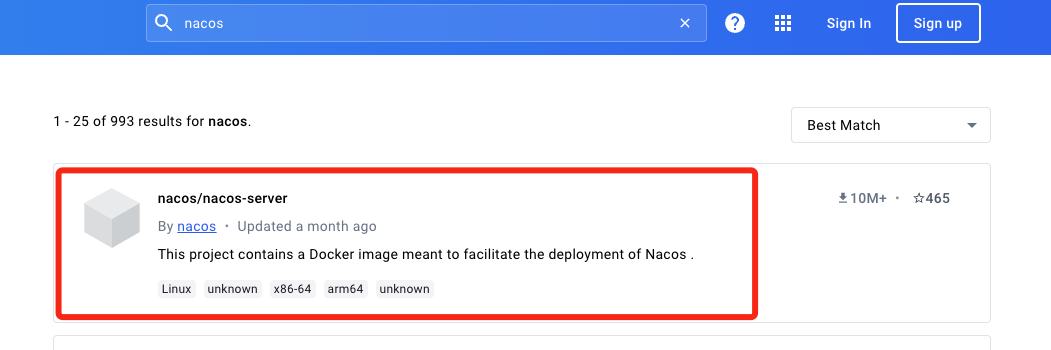 nacos
Sign In
Sign up
1 - 25 of 993 results for nacos.
Best Match
nacos/nacos-server
10M+ • 465
By nacos • Updated a month ago
This project contains a Docker image meant to facilitate the deployment of Nacos .
Linux unknown x86-64 arm64 unknown